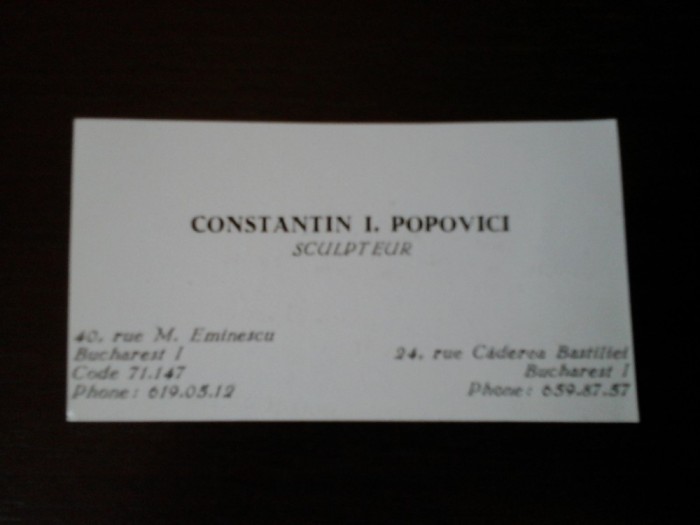 CONSTANTIN I. POPOVICI
SCULPTEUR
40, rue M. Eminescu
Bucharest I
Code 71.147
Phone: 619.05.12
24, rue Căderea Bastiliei
Bucharest I
Phone: 659.87.57